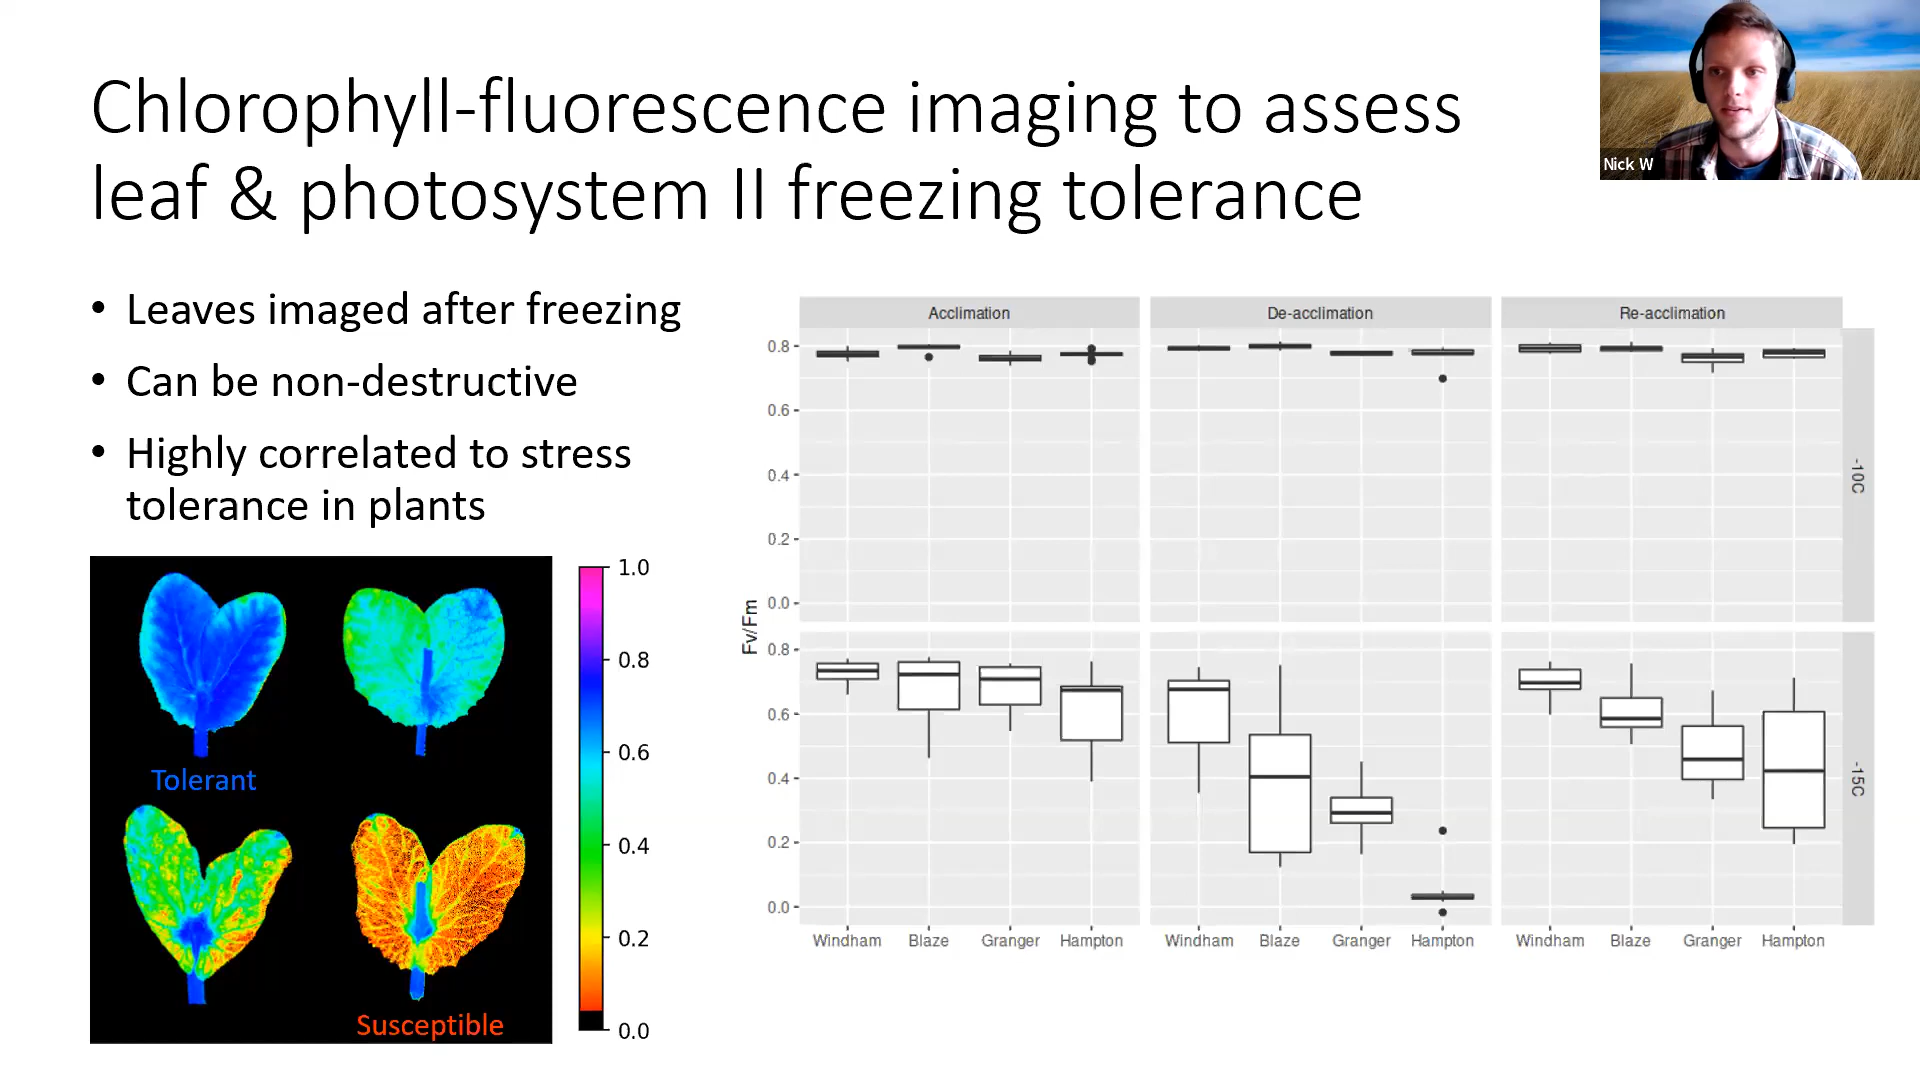 Chlorophyll-fluorescence imaging to assess
leaf & photosystem II freezing tolerance
Nick W
• Leaves imaged after freezing
• Can be non-destructive
• Highly correlated to stress
tolerance in plants
Tolerant
Susceptible
1.0
0.8
0.6
0.4
0.2
0.0
Acclimation De-acclimation Re-acclimation
Fv/Fm
0.8
0.6
0.4
0.2
0.0
-10C
0.8
0.6
0.4
0.2
0.0
-15C
Windham Blaze Granger Hampton Windham Blaze Granger Hampton Windham Blaze Granger Hampton